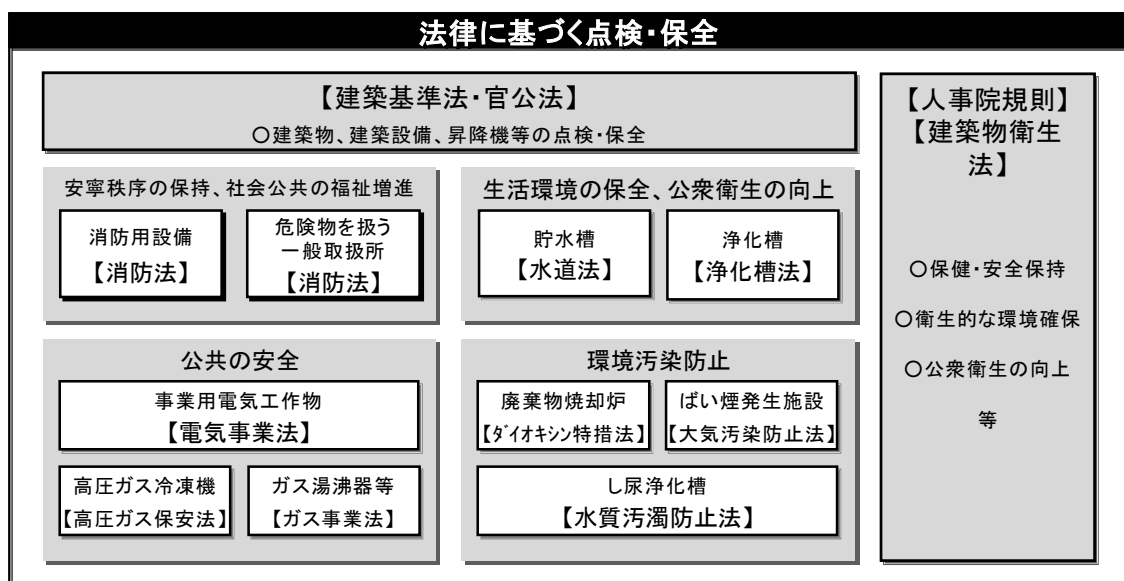 法律に基づく点検・保全
【建築基準法・官公法】
○建築物、建築設備、昇降機等の点検・保全
安寧秩序の保持、社会公共の福祉増進
消防用設備
【消防法】
危険物を扱う
一般取扱所
【消防法】
生活環境の保全、公衆衛生の向上
貯水槽
【水道法】
浄化槽
【浄化槽法】
公共の安全
事業用電気工作物
【電気事業法】
高圧ガス冷凍機
【高圧ガス保安法】
ガス湯沸器等
【ガス事業法】
環境汚染防止
廃棄物焼却炉
【ﾀﾞｲｵｷｼﾝ特措法】
ばい煙発生施設
【大気汚染防止法】
し尿浄化槽
【水質汚濁防止法】
【人事院規則】
【建築物衛生
法】
○保健・安全保持
○衛生的な環境確保
○公衆衛生の向上
等